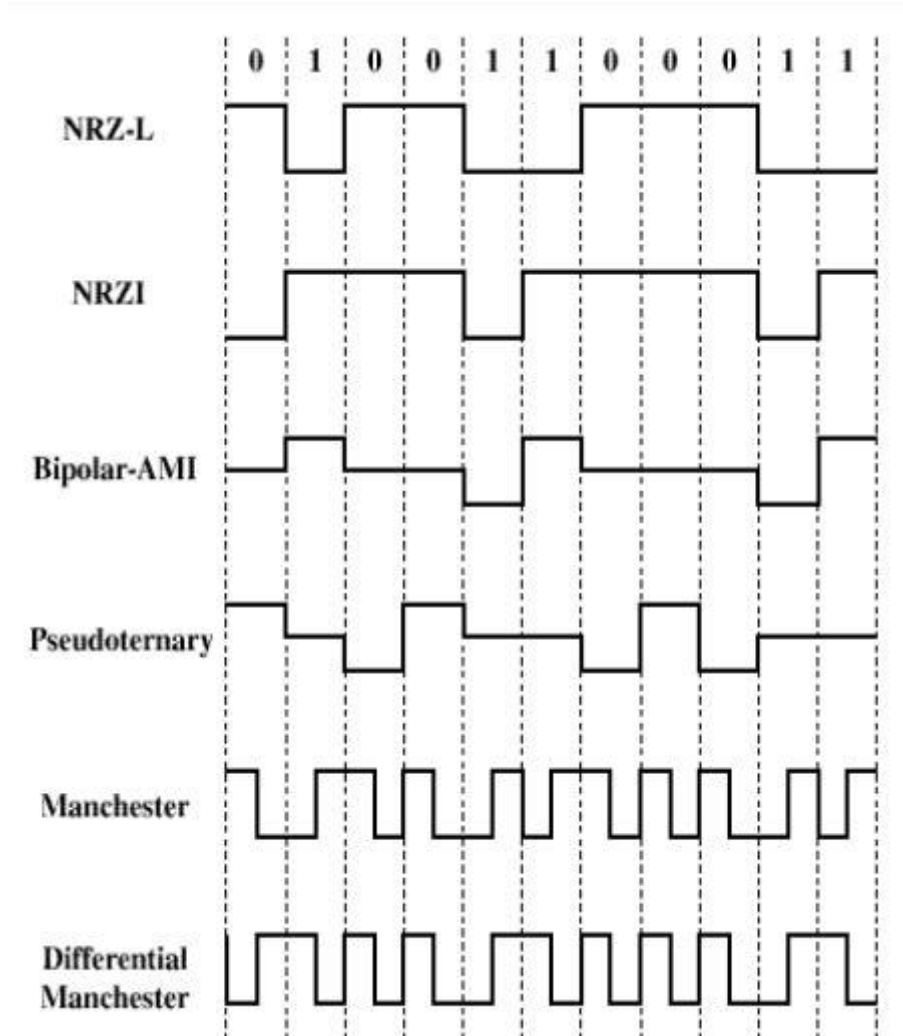 0 1 0 0 1 1 0 0 0 1 1
NRZ-L
NRZI
Bipolar-AMI
Pseudoternary
Manchester
Differential
Manchester